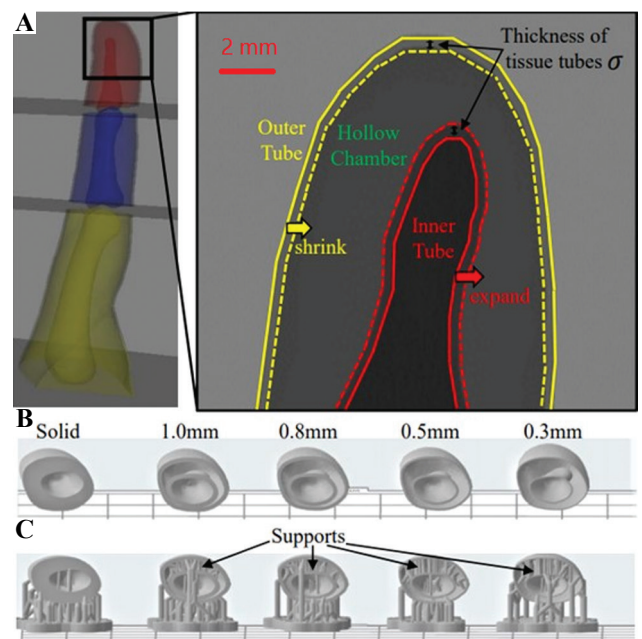 A
2 mm
Thickness of
tissue tubes σ
Outer
Tube
Hollow
Chamber
shrink
Inner
Tube
expand
B
Solid 1.0mm 0.8mm 0.5mm 0.3mm
C
Supports